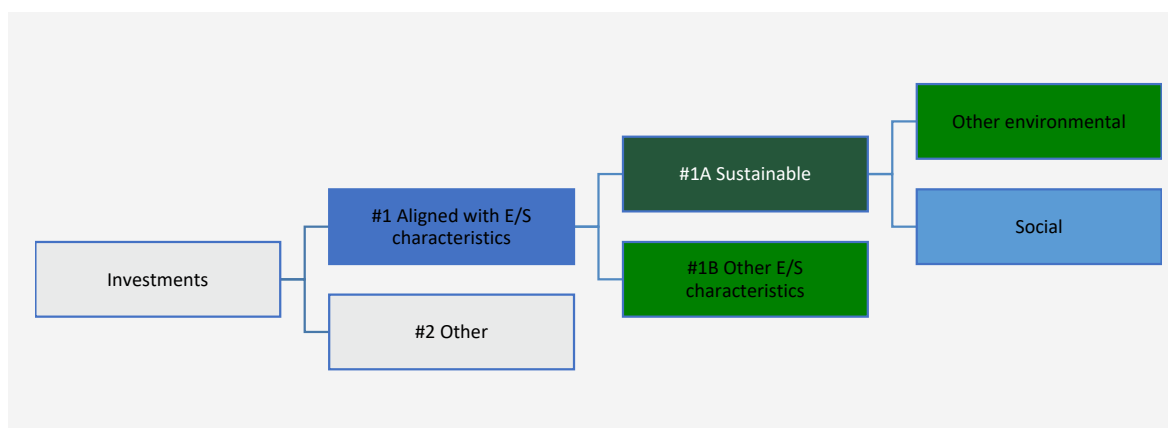 Investments
#1 Aligned with E/S
characteristics
#2 Other
#1A Sustainable
#1B Other E/S
characteristics
Other environmental
Social